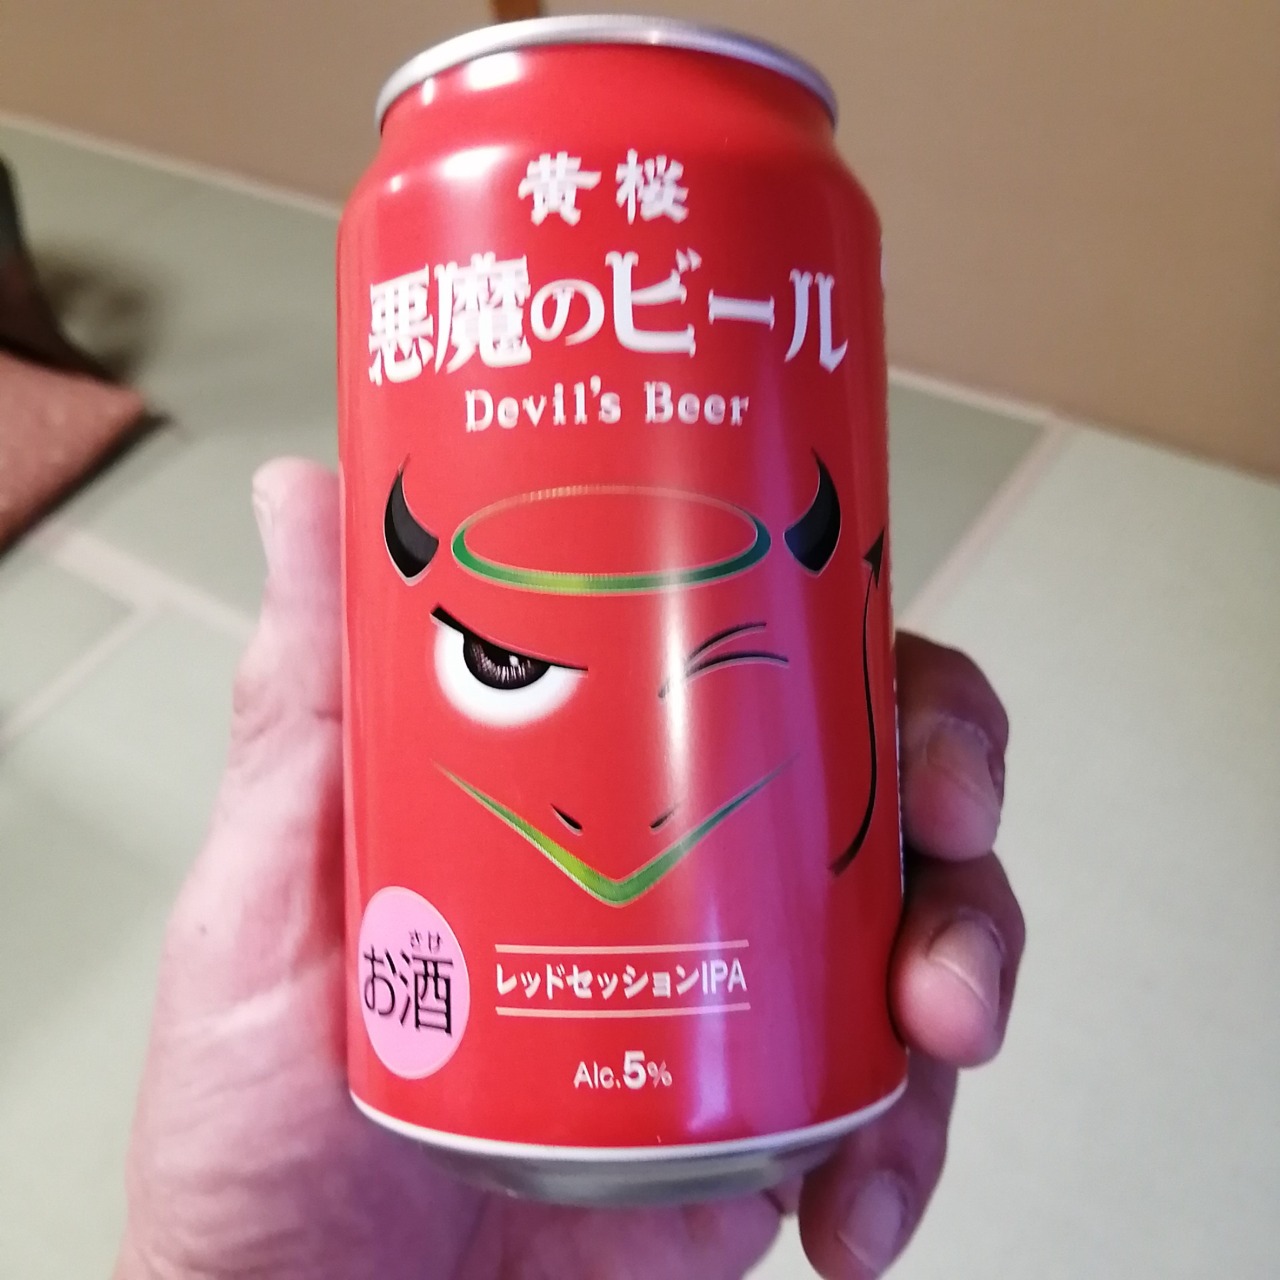 黄桜
悪魔のビール
Devil's Beer
さけ
お酒
レッドセッションIPA
Alc.5%